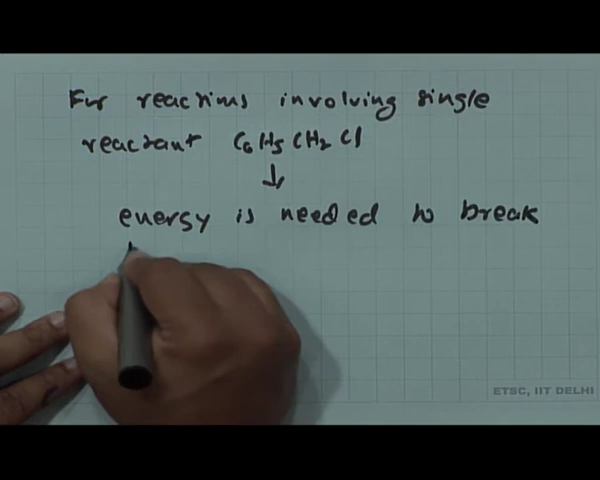 For reactions involving single
reactant C6H5CH2Cl
↓
energy is needed to break
ETSC, IIT DELHI